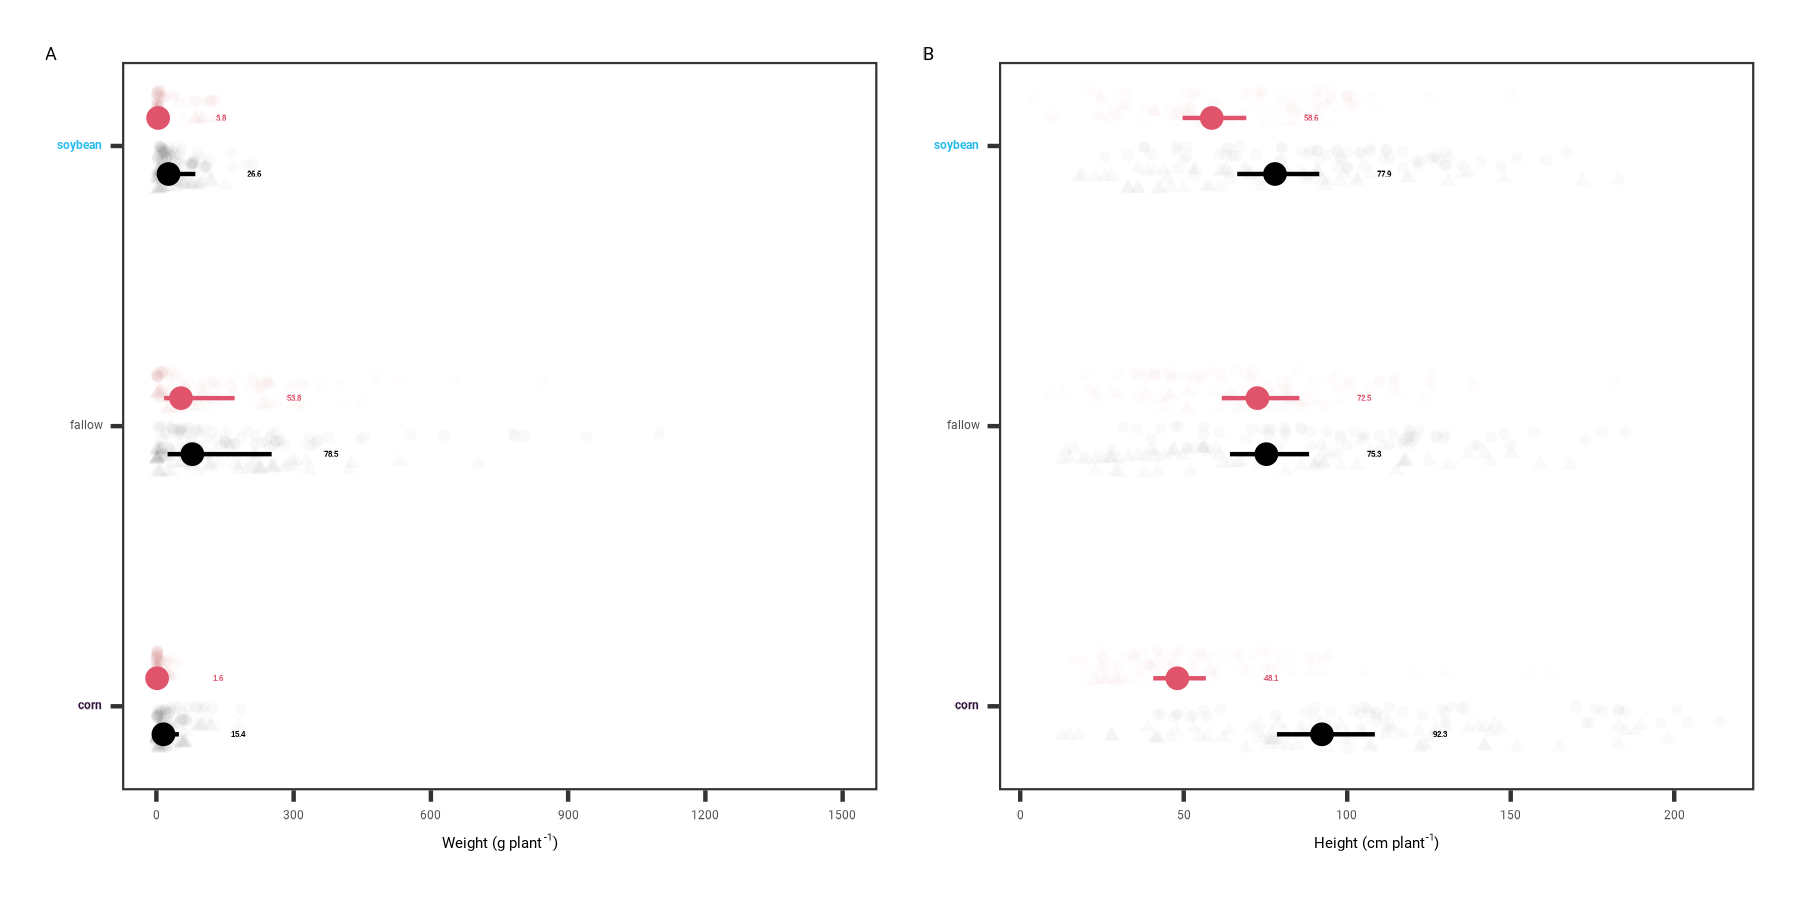 A
soybean
fallow
corn
3.8
26.6
53.8
78.5
1.6
15.4
0 300 600 900 1200 1500
Weight (g plant⁻¹)
B
soybean
fallow
corn
58.6
77.9
72.5
75.3
48.1
92.3
0 50 100 150 200
Height (cm plant⁻¹)